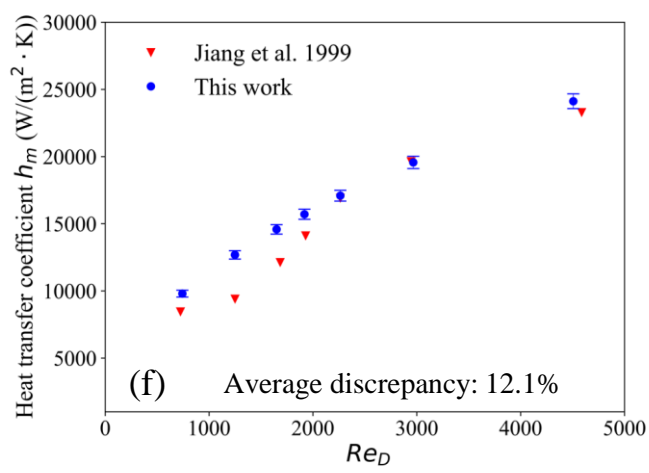 30000
25000
20000
15000
10000
5000
Heat transfer coefficient h_m (W/(m² · K))
Jiang et al. 1999
This work
(f) Average discrepancy: 12.1%
0 1000 2000 3000 4000 5000
Re_D